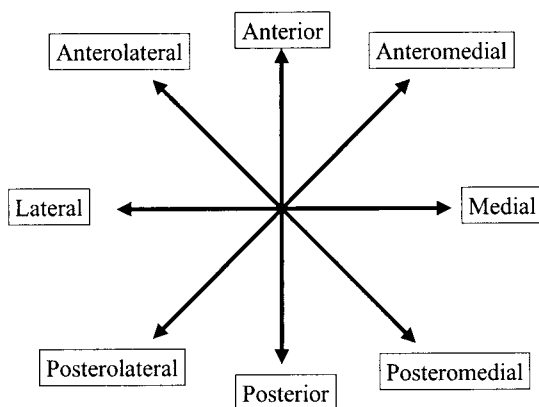 Anterior
Anterolateral
Anteromedial
Lateral
Medial
Posterolateral
Posteromedial
Posterior